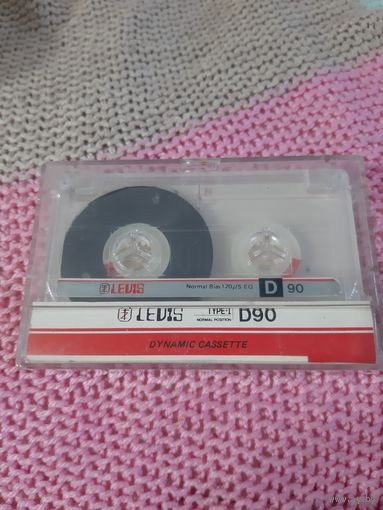 LEVIS Normal Bias 120μS EQ D 90
LEVIS TYPE-I NORMAL POSITION D90
DYNAMIC CASSETTE